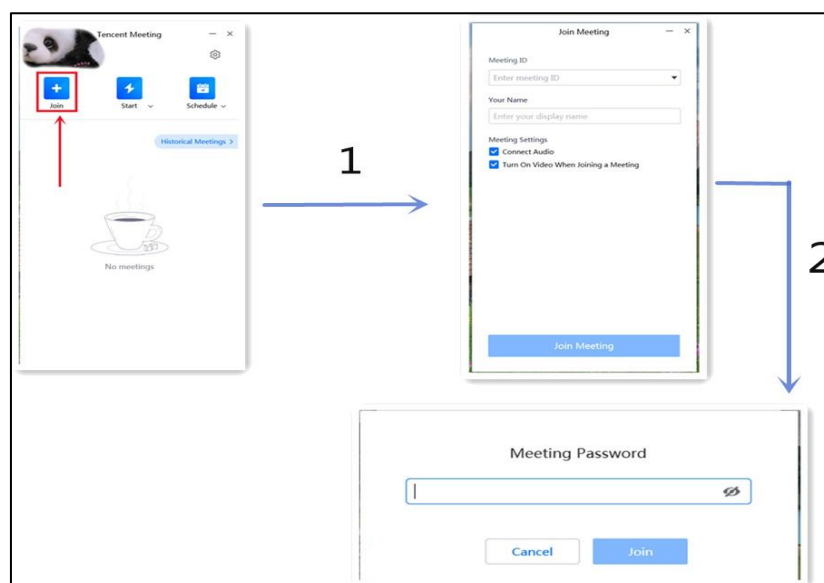 Tencent Meeting
Join
Start
Schedule
Historical Meetings >
No meetings
1
Join Meeting
Meeting ID
Enter meeting ID
Your Name
Enter your display name
Meeting Settings
Connect Audio
Turn On Video When Joining a Meeting
Join Meeting
2
Meeting Password
Cancel
Join